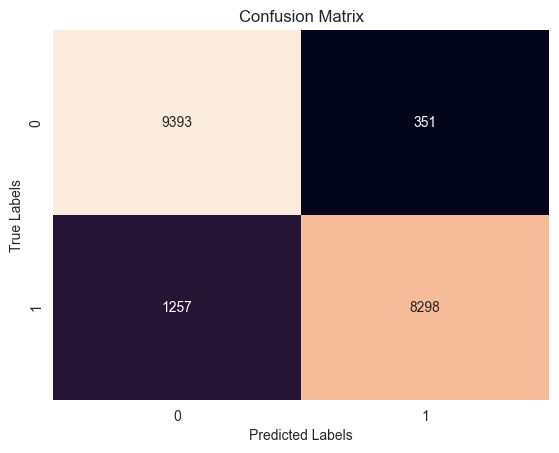 Confusion Matrix
True Labels
0
9393 351
1
1257 8298
0 1
Predicted Labels